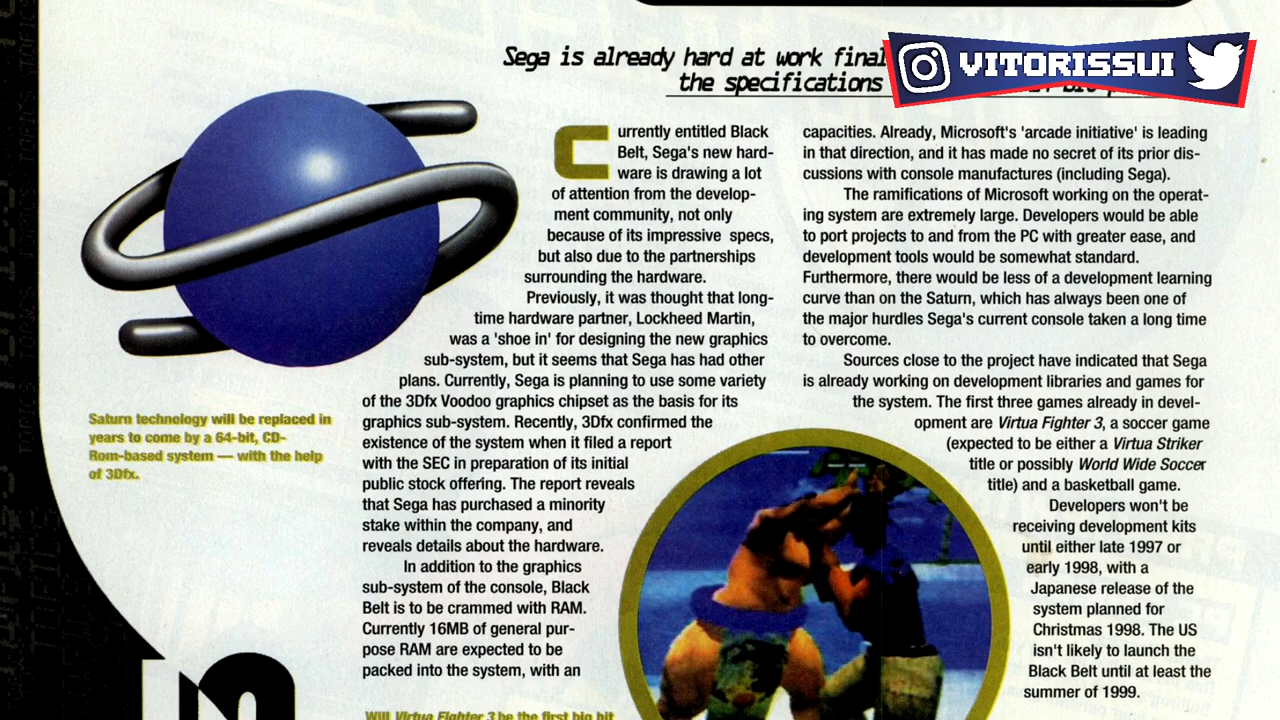 Sega is already hard at work final
the specifications
VITORISSUI
Currently entitled Black
Belt, Sega's new hard-
ware is drawing a lot
of attention from the develop-
ment community, not only
because of its impressive specs,
but also due to the partnerships
surrounding the hardware.
Previously, it was thought that long-
time hardware partner, Lockheed Martin,
was a 'shoe in' for designing the new graphics
sub-system, but it seems that Sega has had other
plans. Currently, Sega is planning to use some variety
of the 3Dfx Voodoo graphics chipset as the basis for its
graphics sub-system. Recently, 3Dfx confirmed the
existence of the system when it filed a report
with the SEC in preparation of its initial
public stock offering. The report reveals
that Sega has purchased a minority
stake within the company, and
reveals details about the hardware.
In addition to the graphics
sub-system of the console, Black
Belt is to be crammed with RAM.
Currently 16MB of general pur-
pose RAM are expected to be
packed into the system, with an
capacities. Already, Microsoft's 'arcade initiative' is leading
in that direction, and it has made no secret of its prior dis-
cussions with console manufactures (including Sega).
The ramifications of Microsoft working on the operat-
ing system are extremely large. Developers would be able
to port projects to and from the PC with greater ease, and
development tools would be somewhat standard.
Furthermore, there would be less of a development learning
curve than on the Saturn, which has always been one of
the major hurdles Sega's current console taken a long time
to overcome.
Sources close to the project have indicated that Sega
is already working on development libraries and games for
the system. The first three games already in devel-
opment are Virtua Fighter 3, a soccer game
(expected to be either a Virtua Striker
title or possibly World Wide Soccer
title) and a basketball game.
Developers won't be
receiving development kits
until either late 1997 or
early 1998, with a
Japanese release of the
system planned for
Christmas 1998. The US
isn't likely to launch the
Black Belt until at least the
summer of 1999.
Saturn technology will be replaced in
years to come by a 64-bit, CD-
Rom-based system — with the help
of 3Dfx.
Will Virtua Fighter 3 be the first big hit